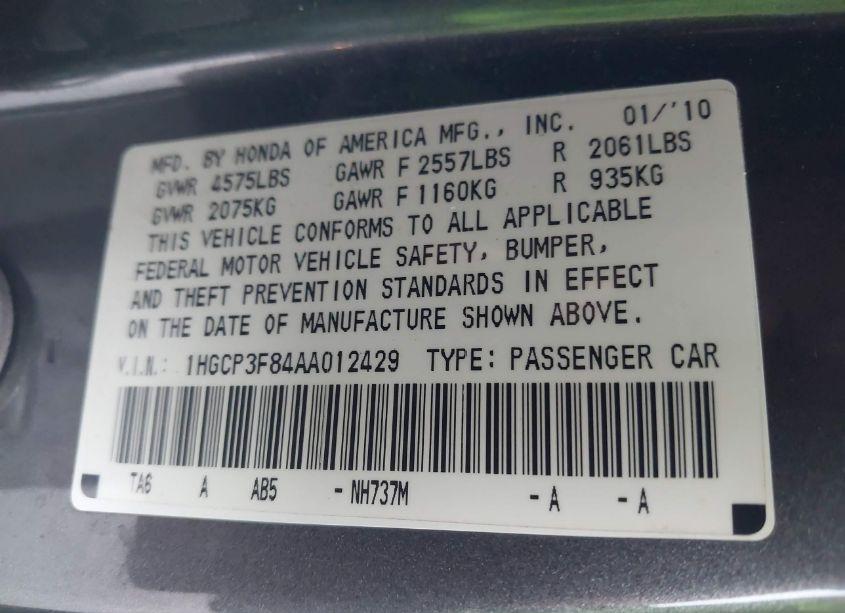 MFD. BY HONDA OF AMERICA MFG., INC. 01/'10
GVWR 4575LBS GAWR F 2557LBS R 2061LBS
GVWR 2075KG GAWR F 1160KG R 935KG
THIS VEHICLE CONFORMS TO ALL APPLICABLE
FEDERAL MOTOR VEHICLE SAFETY, BUMPER,
AND THEFT PREVENTION STANDARDS IN EFFECT
ON THE DATE OF MANUFACTURE SHOWN ABOVE.
V.I.N.: 1HGCP3F84AA012429 TYPE: PASSENGER CAR
TA6 A AB5 - NH737M - A - A